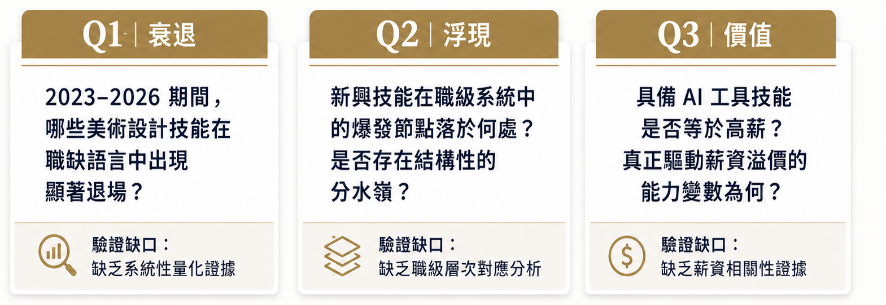 Q1 | 衰退
2023–2026 期間，
哪些美術設計技能在
職缺語言中出現
顯著退場？
驗證缺口：
缺乏系統性量化證據
Q2 | 浮現
新興技能在職級系統中
的爆發節點落於何處？
是否存在結構性的
分水嶺？
驗證缺口：
缺乏職級層次對應分析
Q3 | 價值
具備 AI 工具技能
是否等於高薪？
真正驅動薪資溢價的
能力變數為何？
驗證缺口：
缺乏薪資相關性證據